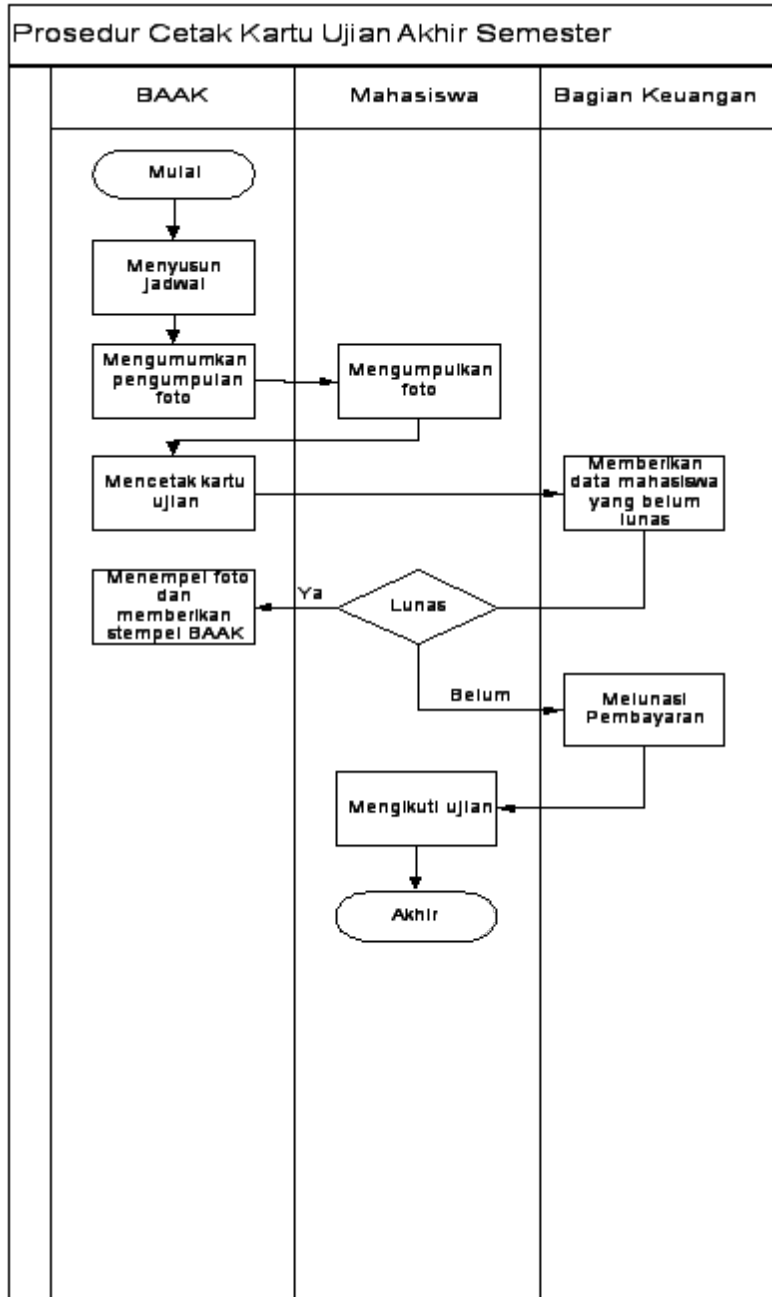 Prosedur Cetak Kartu Ujian Akhir Semester
BAAK
Mahasiswa
Bagian Keuangan
Mulai
Menyusun
jadwal
Mengumumkan
pengumpulan
foto
Mengumpulkan
foto
Mencetak kartu
ujian
Memberikan
data mahasiswa
yang belum
lunas
Menempel foto
dan
memberikan
stempel BAAK
Ya
Lunas
Belum
Melunasi
Pembayaran
Mengikuti ujian
Akhir